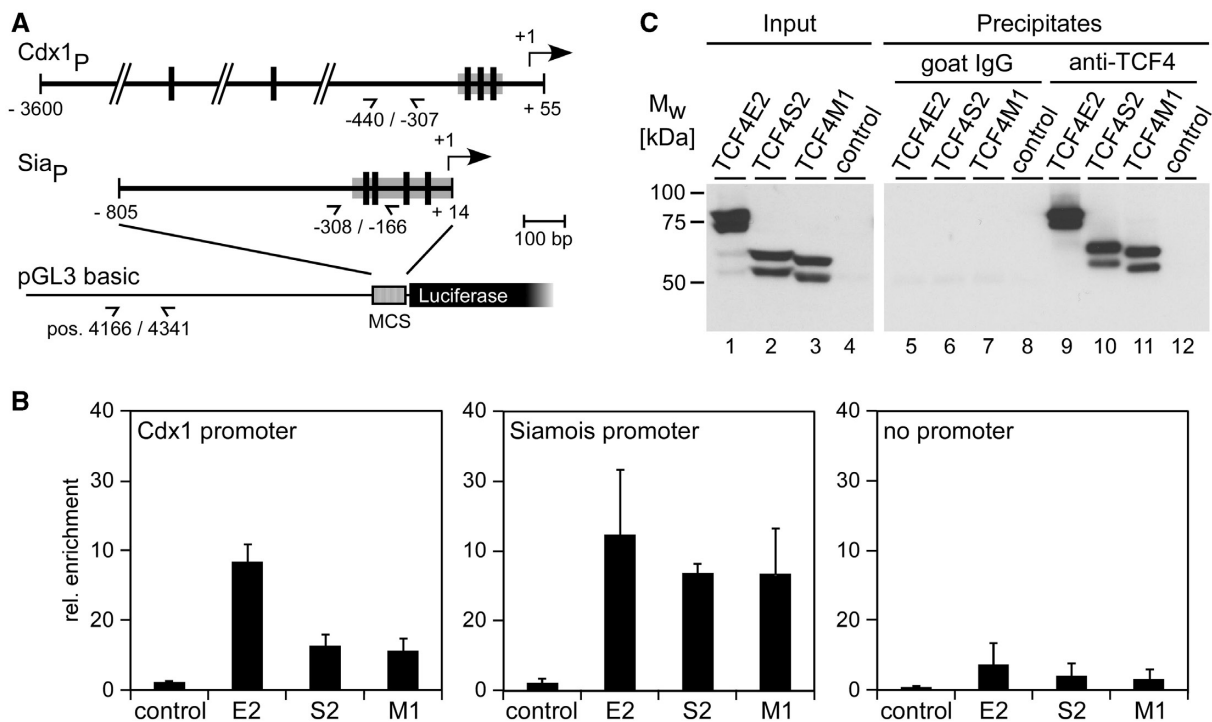 A
Cdx1P
+1
- 3600
-440 / -307
+ 55
SiaP
+1
- 805
-308 / -166
+ 14
100 bp
pGL3 basic
Luciferase
MCS
pos. 4166 / 4341
C
Input
Precipitates
goat IgG
anti-TCF4
MW
[kDa]
TCF4E2
TCF4S2
TCF4M1
control
TCF4E2
TCF4S2
TCF4M1
control
TCF4E2
TCF4S2
TCF4M1
control
100
75
50
1 2 3 4 5 6 7 8 9 10 11 12
B
rel. enrichment
40
30
10
20
0
Cdx1 promoter
control E2 S2 M1
40
30
10
20
0
Siamois promoter
control E2 S2 M1
40
30
10
20
0
no promoter
control E2 S2 M1